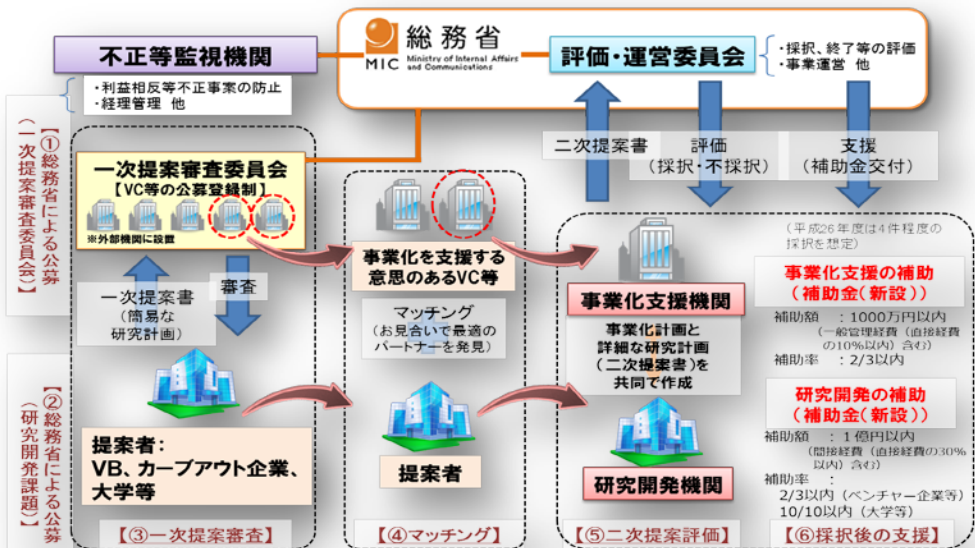 総務省
MIC Ministry of Internal Affairs
and Communications
不正等監視機関
・利益相反等不正事案の防止
・経理管理 他
評価・運営委員会
・採択、終了等の評価
・事業運営 他
【①総務省による公募
(一次提案審査委員会)】
一次提案審査委員会
【VC等の公募登録制】
※外部機関に設置
一次提案書
(簡易な
研究計画)
審査
【②総務省による公募
(研究開発課題)】
提案者:
VB、カーブアウト企業、
大学等
【③一次提案審査】
事業化を支援する
意思のあるVC等
マッチング
(お見合いで最適の
パートナーを発見)
提案者
【④マッチング】
二次提案書
評価
(採択・不採択)
支援
(補助金交付)
事業化支援機関
事業化計画と
詳細な研究計画
(二次提案書)を
共同で作成
研究開発機関
【⑤二次提案評価】
(平成26年度は4件程度の
採択を想定)
事業化支援の補助
(補助金(新設))
補助額 :1000万円以内
(一般管理経費(直接経費
の10%以内)含む)
補助率 :2/3以内
研究開発の補助
(補助金(新設))
補助額 :1億円以内
(間接経費(直接経費の30%
以内)含む)
補助率 :
2/3以内(ベンチャー企業等)
10/10(大学等)
【⑥採択後の支援】